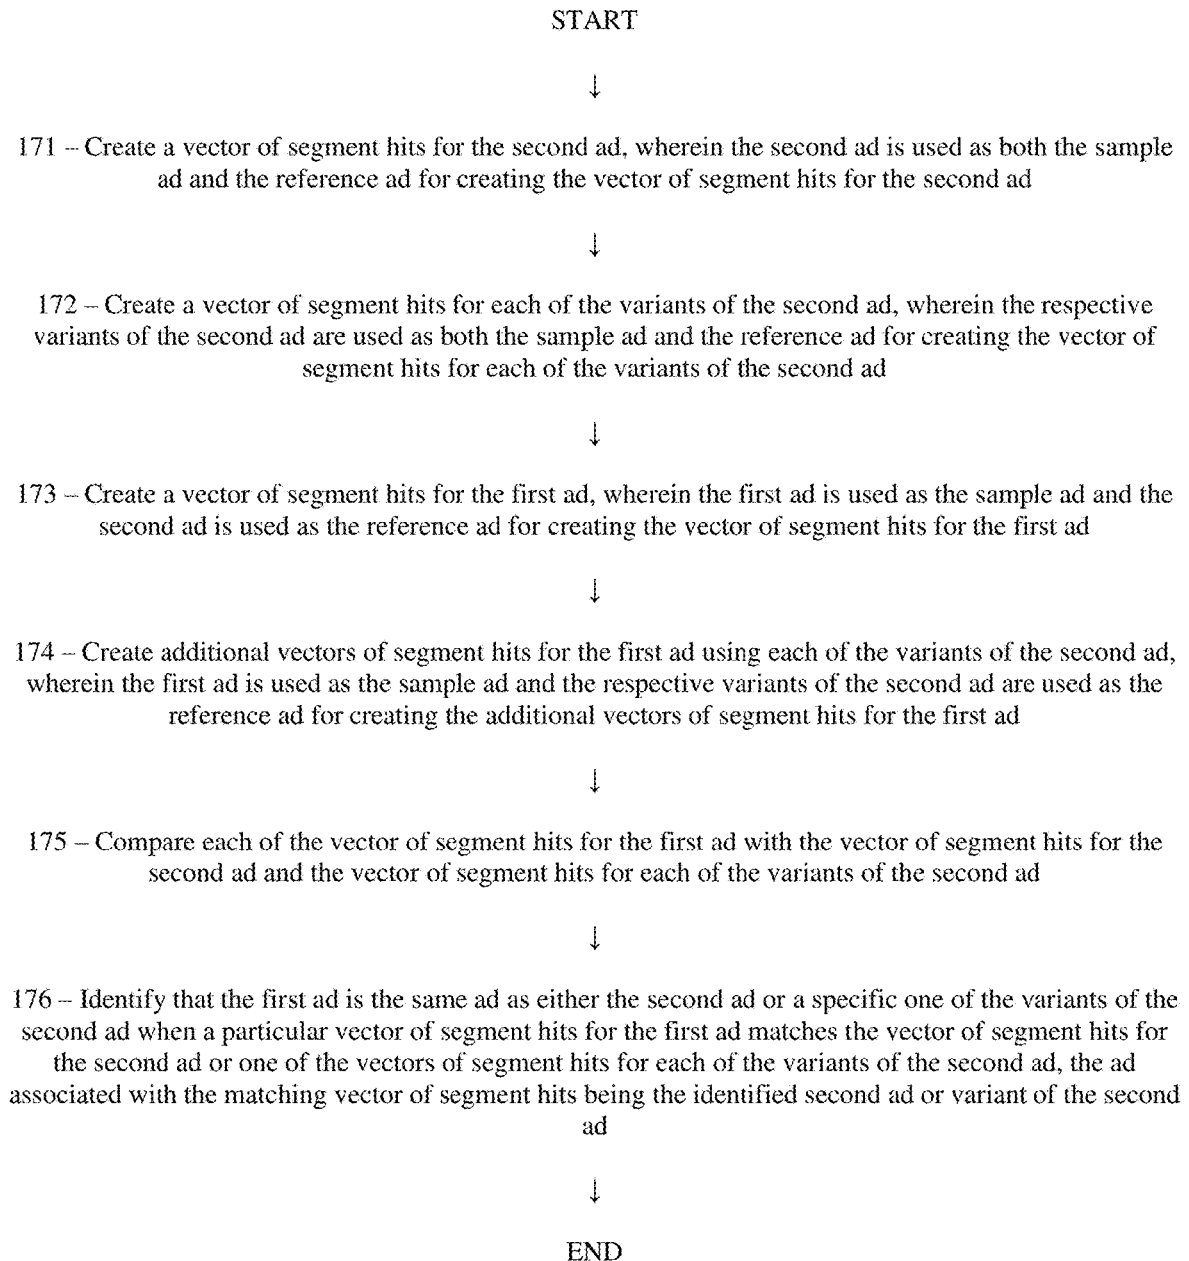 START
↓
171 – Create a vector of segment hits for the second ad, wherein the second ad is used as both the sample
ad and the reference ad for creating the vector of segment hits for the second ad
↓
172 – Create a vector of segment hits for each of the variants of the second ad, wherein the respective
variants of the second ad are used as both the sample ad and the reference ad for creating the vector of
segment hits for each of the variants of the second ad
↓
173 – Create a vector of segment hits for the first ad, wherein the first ad is used as the sample ad and the
second ad is used as the reference ad for creating the vector of segment hits for the first ad
↓
174 – Create additional vectors of segment hits for the first ad using each of the variants of the second ad,
wherein the first ad is used as the sample ad and the respective variants of the second ad are used as the
reference ad for creating the additional vectors of segment hits for the first ad
↓
175 – Compare each of the vector of segment hits for the first ad with the vector of segment hits for the
second ad and the vector of segment hits for each of the variants of the second ad
↓
176 – Identify that the first ad is the same ad as either the second ad or a specific one of the variants of the
second ad when a particular vector of segment hits for the first ad matches the vector of segment hits for
the second ad or one of the vectors of segment hits for each of the variants of the second ad, the ad
associated with the matching vector of segment hits being the identified second ad or variant of the second
ad
↓
END